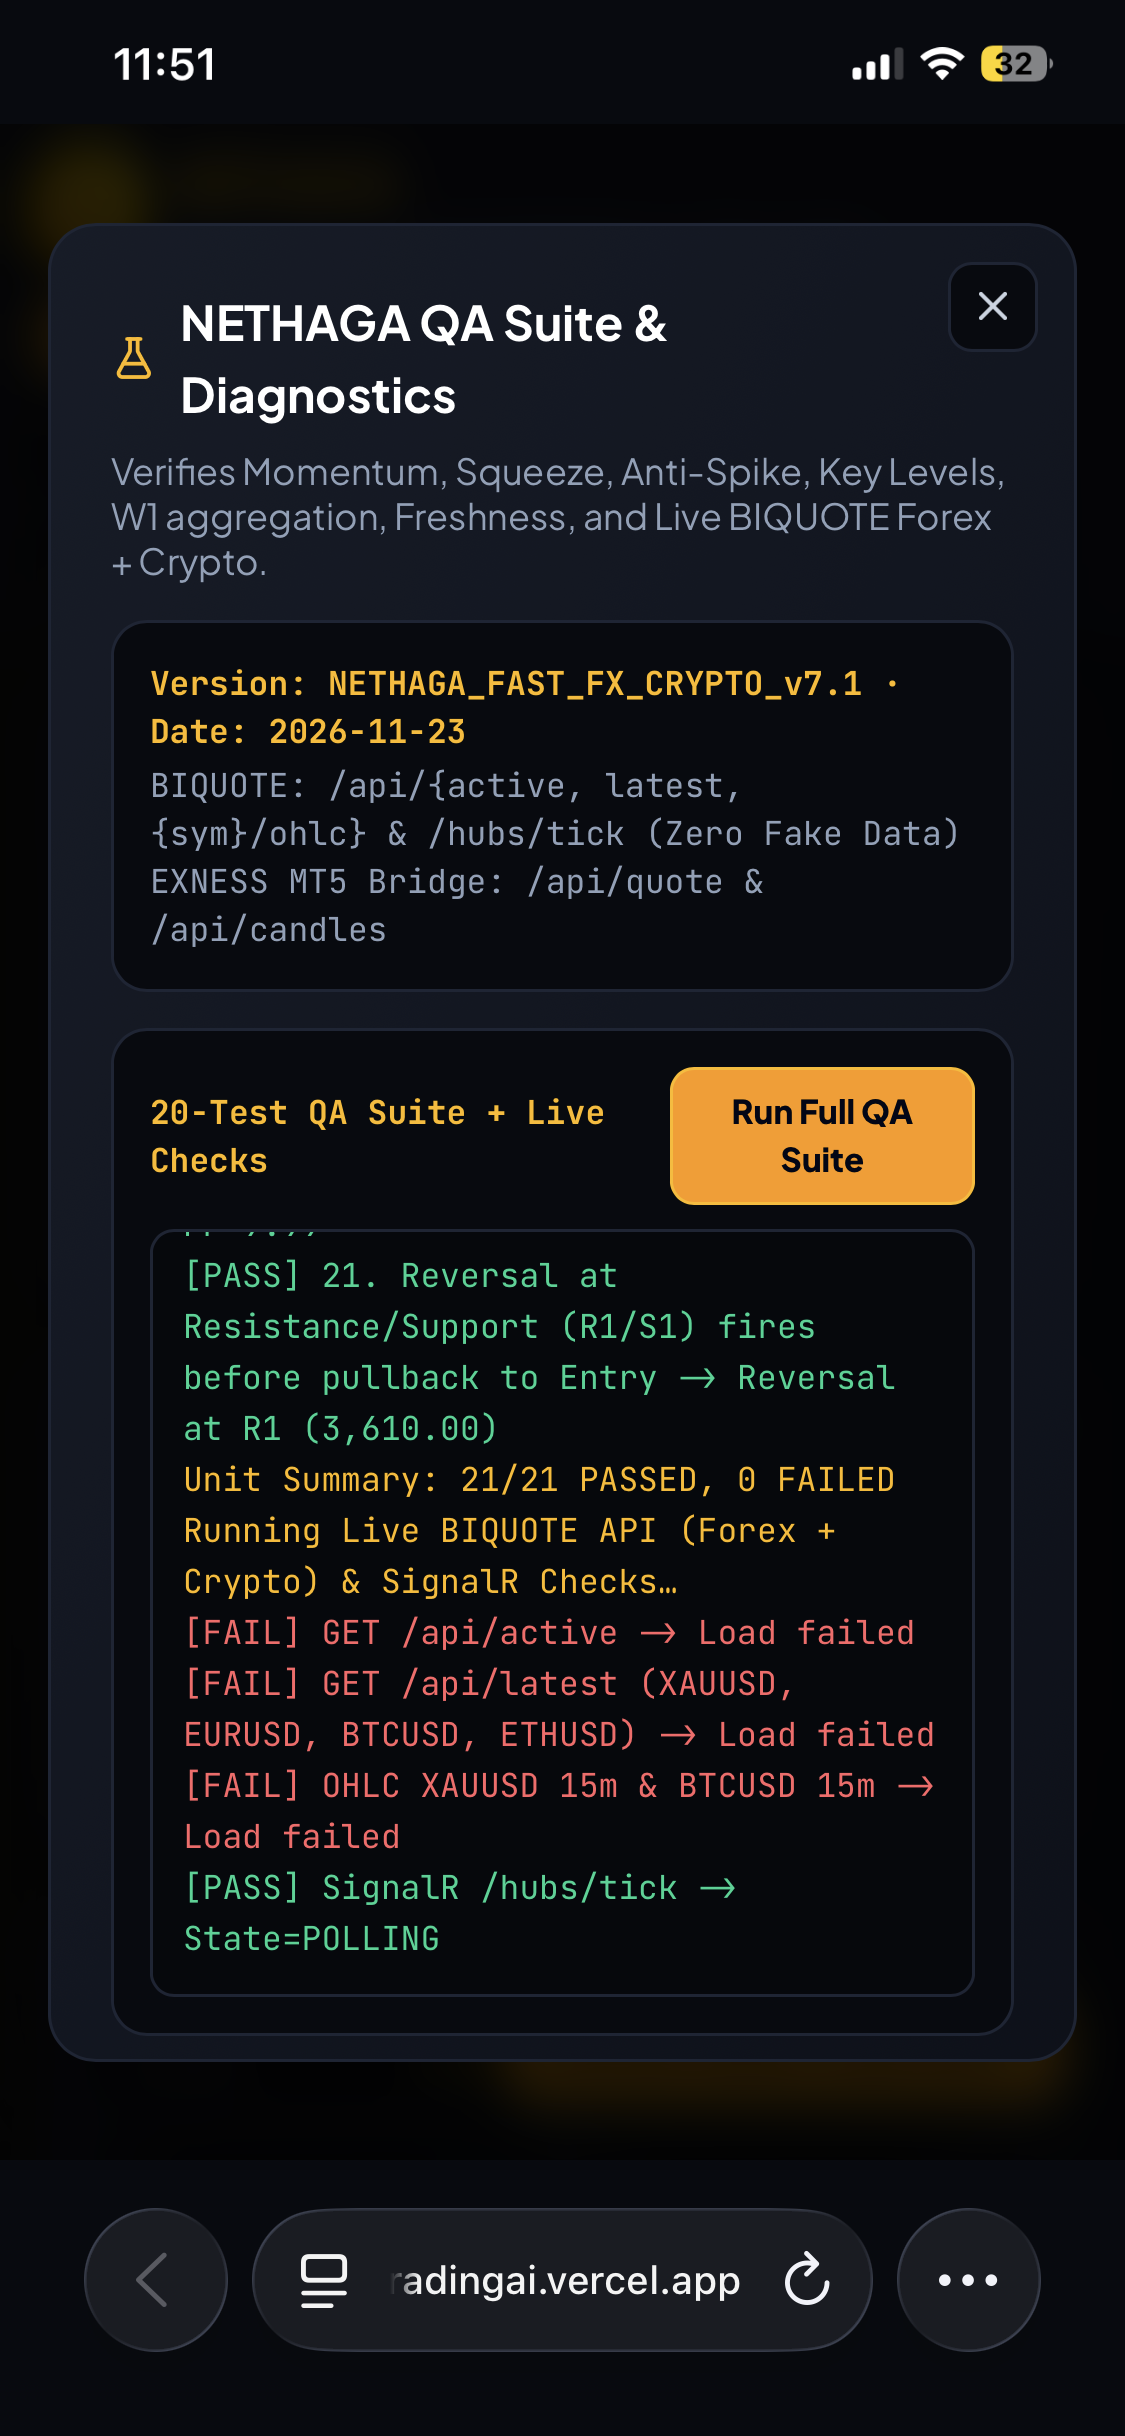 11:51
32
NETHAGA QA Suite &
Diagnostics
Verifies Momentum, Squeeze, Anti-Spike, Key Levels,
W1 aggregation, Freshness, and Live BIQUOTE Forex
+ Crypto.
Version: NETHAGA_FAST_FX_CRYPTO_v7.1 ·
Date: 2026-11-23
BIQUOTE: /api/{active, latest,
{sym}/ohlc} & /hubs/tick (Zero Fake Data)
EXNESS MT5 Bridge: /api/quote &
/api/candles
20-Test QA Suite + Live
Checks
Run Full QA
Suite
[PASS] 21. Reversal at
Resistance/Support (R1/S1) fires
before pullback to Entry → Reversal
at R1 (3,610.00)
Unit Summary: 21/21 PASSED, 0 FAILED
Running Live BIQUOTE API (Forex +
Crypto) & SignalR Checks…
[FAIL] GET /api/active → Load failed
[FAIL] GET /api/latest (XAUUSD,
EURUSD, BTCUSD, ETHUSD) → Load failed
[FAIL] OHLC XAUUSD 15m & BTCUSD 15m →
Load failed
[PASS] SignalR /hubs/tick →
State=POLLING
radingai.vercel.app